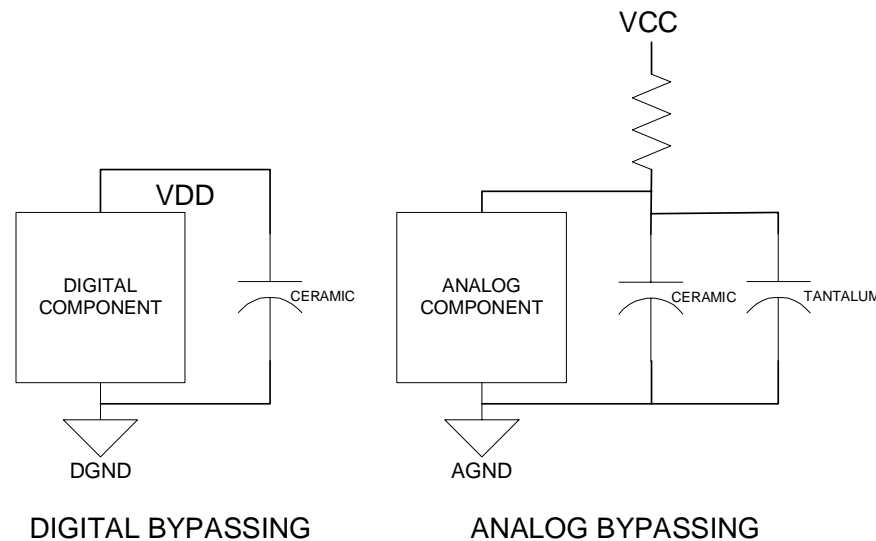 VCC
VDD
DIGITAL
COMPONENT
CERAMIC
DGND
DIGITAL BYPASSING
ANALOG
COMPONENT
CERAMIC
TANTALUM
AGND
ANALOG BYPASSING